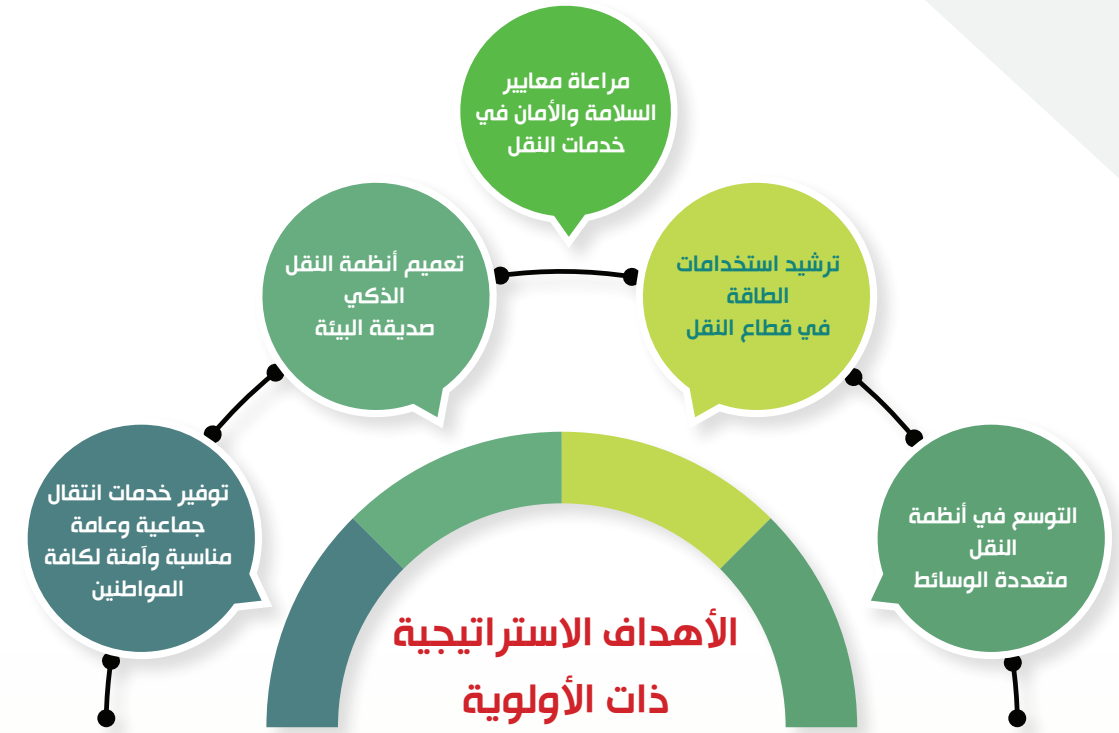 مراعاة معايير
السلامة والأمان في
خدمات النقل
ترشيد استخدامات
الطاقة
في قطاع النقل
تعميم أنظمة النقل
الذكي
صديقة البيئة
التوسع في أنظمة
النقل
متعددة الوسائط
توفير خدمات انتقال
جماعية وعامة
مناسبة وآمنة لكافة
المواطنين
الأهداف الاستراتيجية
ذات الأولوية